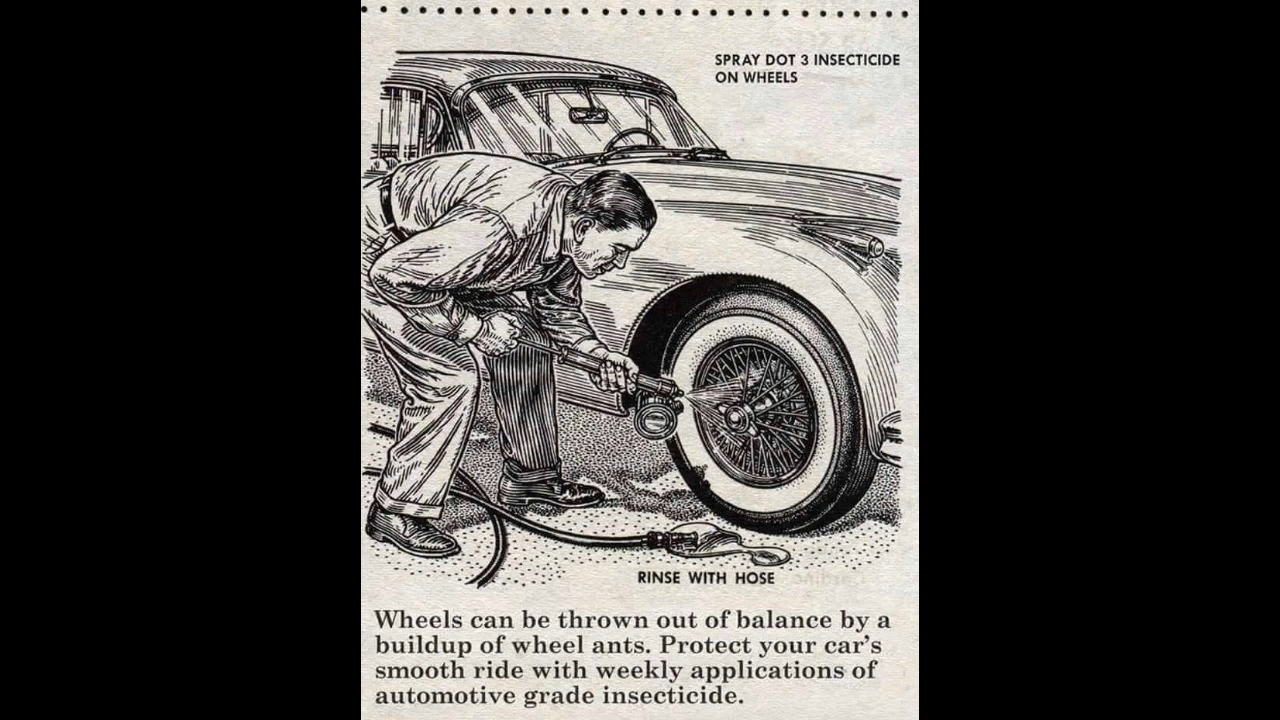 SPRAY DOT 3 INSECTICIDE
ON WHEELS
RINSE WITH HOSE
Wheels can be thrown out of balance by a
buildup of wheel ants. Protect your car's
smooth ride with weekly applications of
automotive grade insecticide.